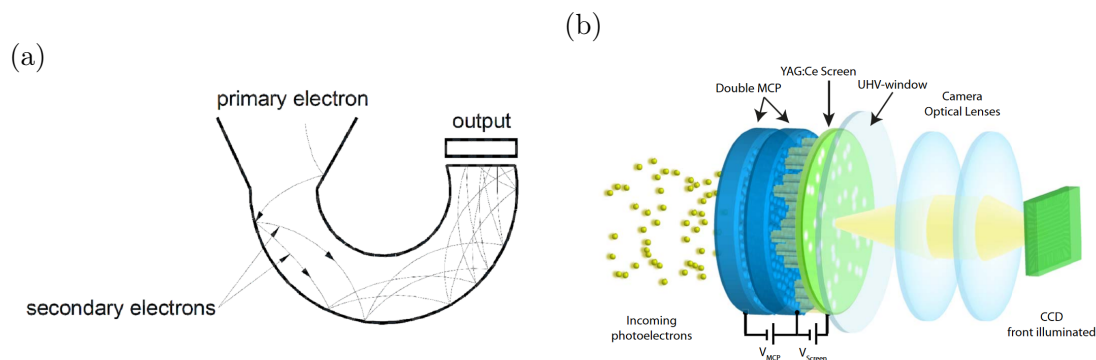 (a)
primary electron
output
secondary electrons
(b)
YAG:Ce Screen
Double MCP
UHV-window
Camera
Optical Lenses
Incoming
photoelectrons
V_MCP
V_Screen
CCD
front illuminated